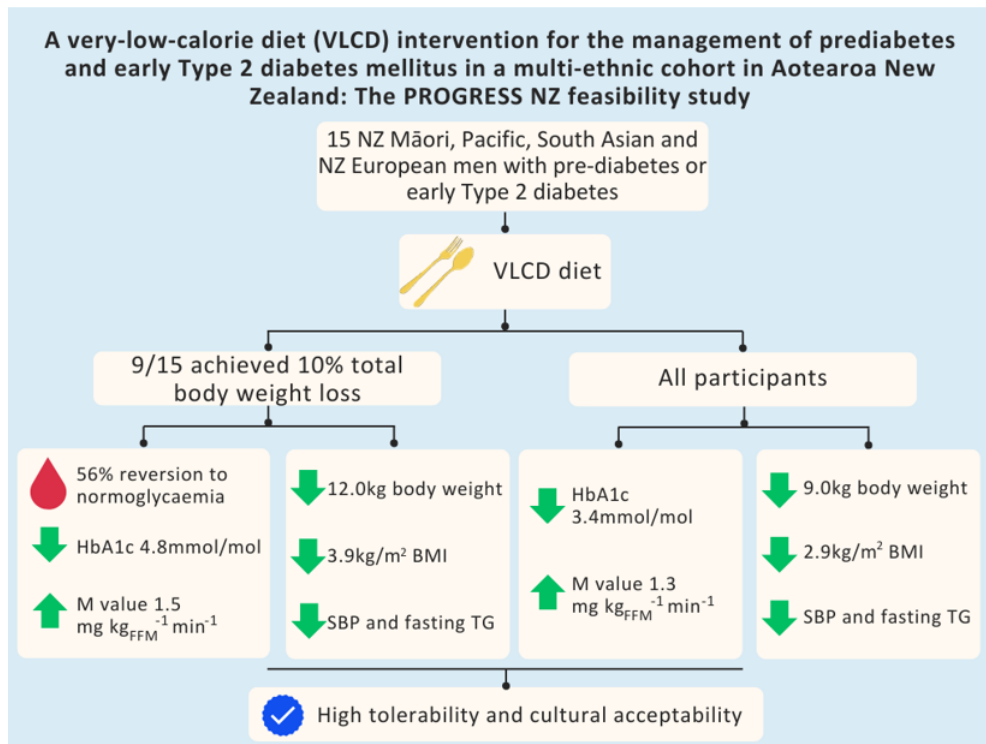 A very-low-calorie diet (VLCD) intervention for the management of prediabetes
and early Type 2 diabetes mellitus in a multi-ethnic cohort in Aotearoa New
Zealand: The PROGRESS NZ feasibility study
15 NZ Māori, Pacific, South Asian and
NZ European men with pre-diabetes or
early Type 2 diabetes
VLCD diet
9/15 achieved 10% total
body weight loss
All participants
56% reversion to
normoglycaemia
HbA1c 4.8mmol/mol
M value 1.5
mg kg_FFM⁻¹ min⁻¹
12.0kg body weight
3.9kg/m² BMI
SBP and fasting TG
HbA1c
3.4mmol/mol
M value 1.3
mg kg_FFM⁻¹ min⁻¹
9.0kg body weight
2.9kg/m² BMI
SBP and fasting TG
High tolerability and cultural acceptability